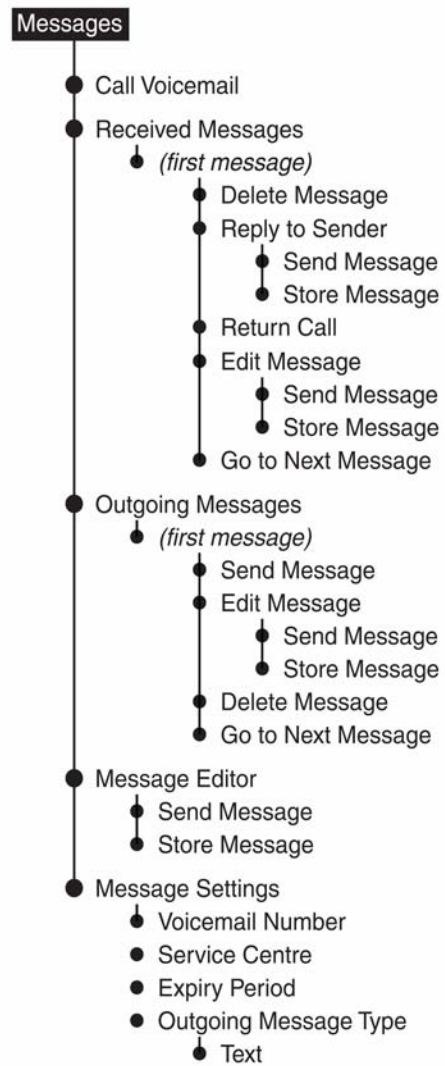 Messages
Call Voicemail
Received Messages
(first message)
Delete Message
Reply to Sender
Send Message
Store Message
Return Call
Edit Message
Send Message
Store Message
Go to Next Message
Outgoing Messages
(first message)
Send Message
Edit Message
Send Message
Store Message
Delete Message
Go to Next Message
Message Editor
Send Message
Store Message
Message Settings
Voicemail Number
Service Centre
Expiry Period
Outgoing Message Type
Text